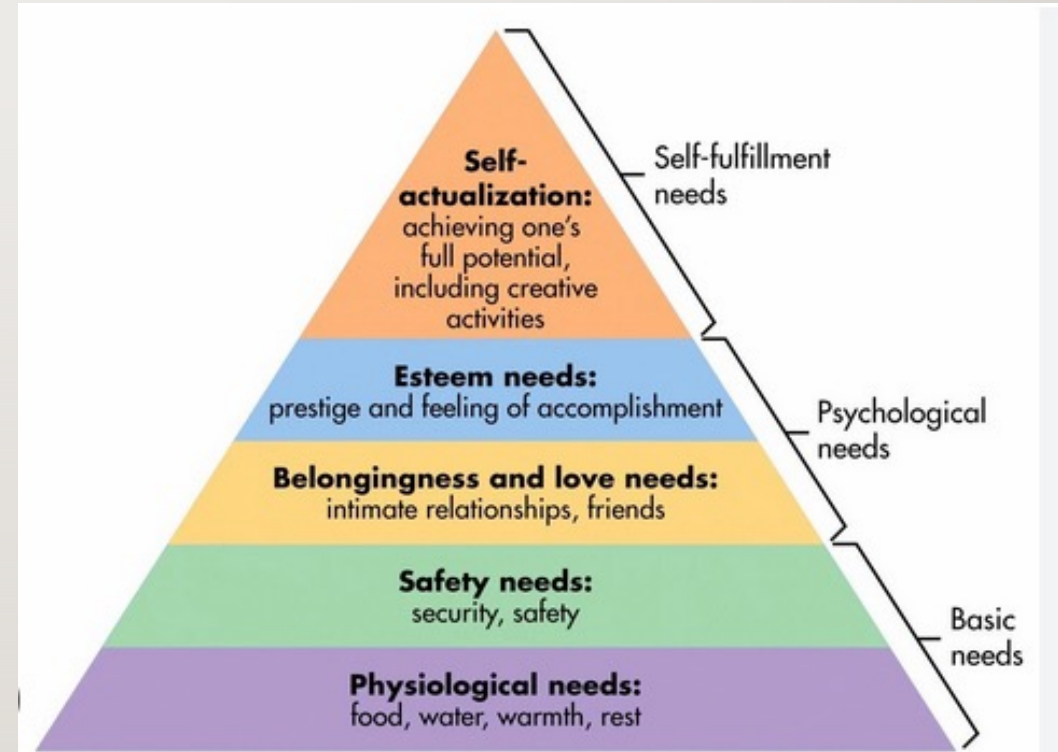 Self-
actualization:
achieving one's
full potential,
including creative
activities
Self-fulfillment
needs
Esteem needs:
prestige and feeling of accomplishment
Psychological
needs
Belongingness and love needs:
intimate relationships, friends
Safety needs:
security, safety
Basic
needs
Physiological needs:
food, water, warmth, rest